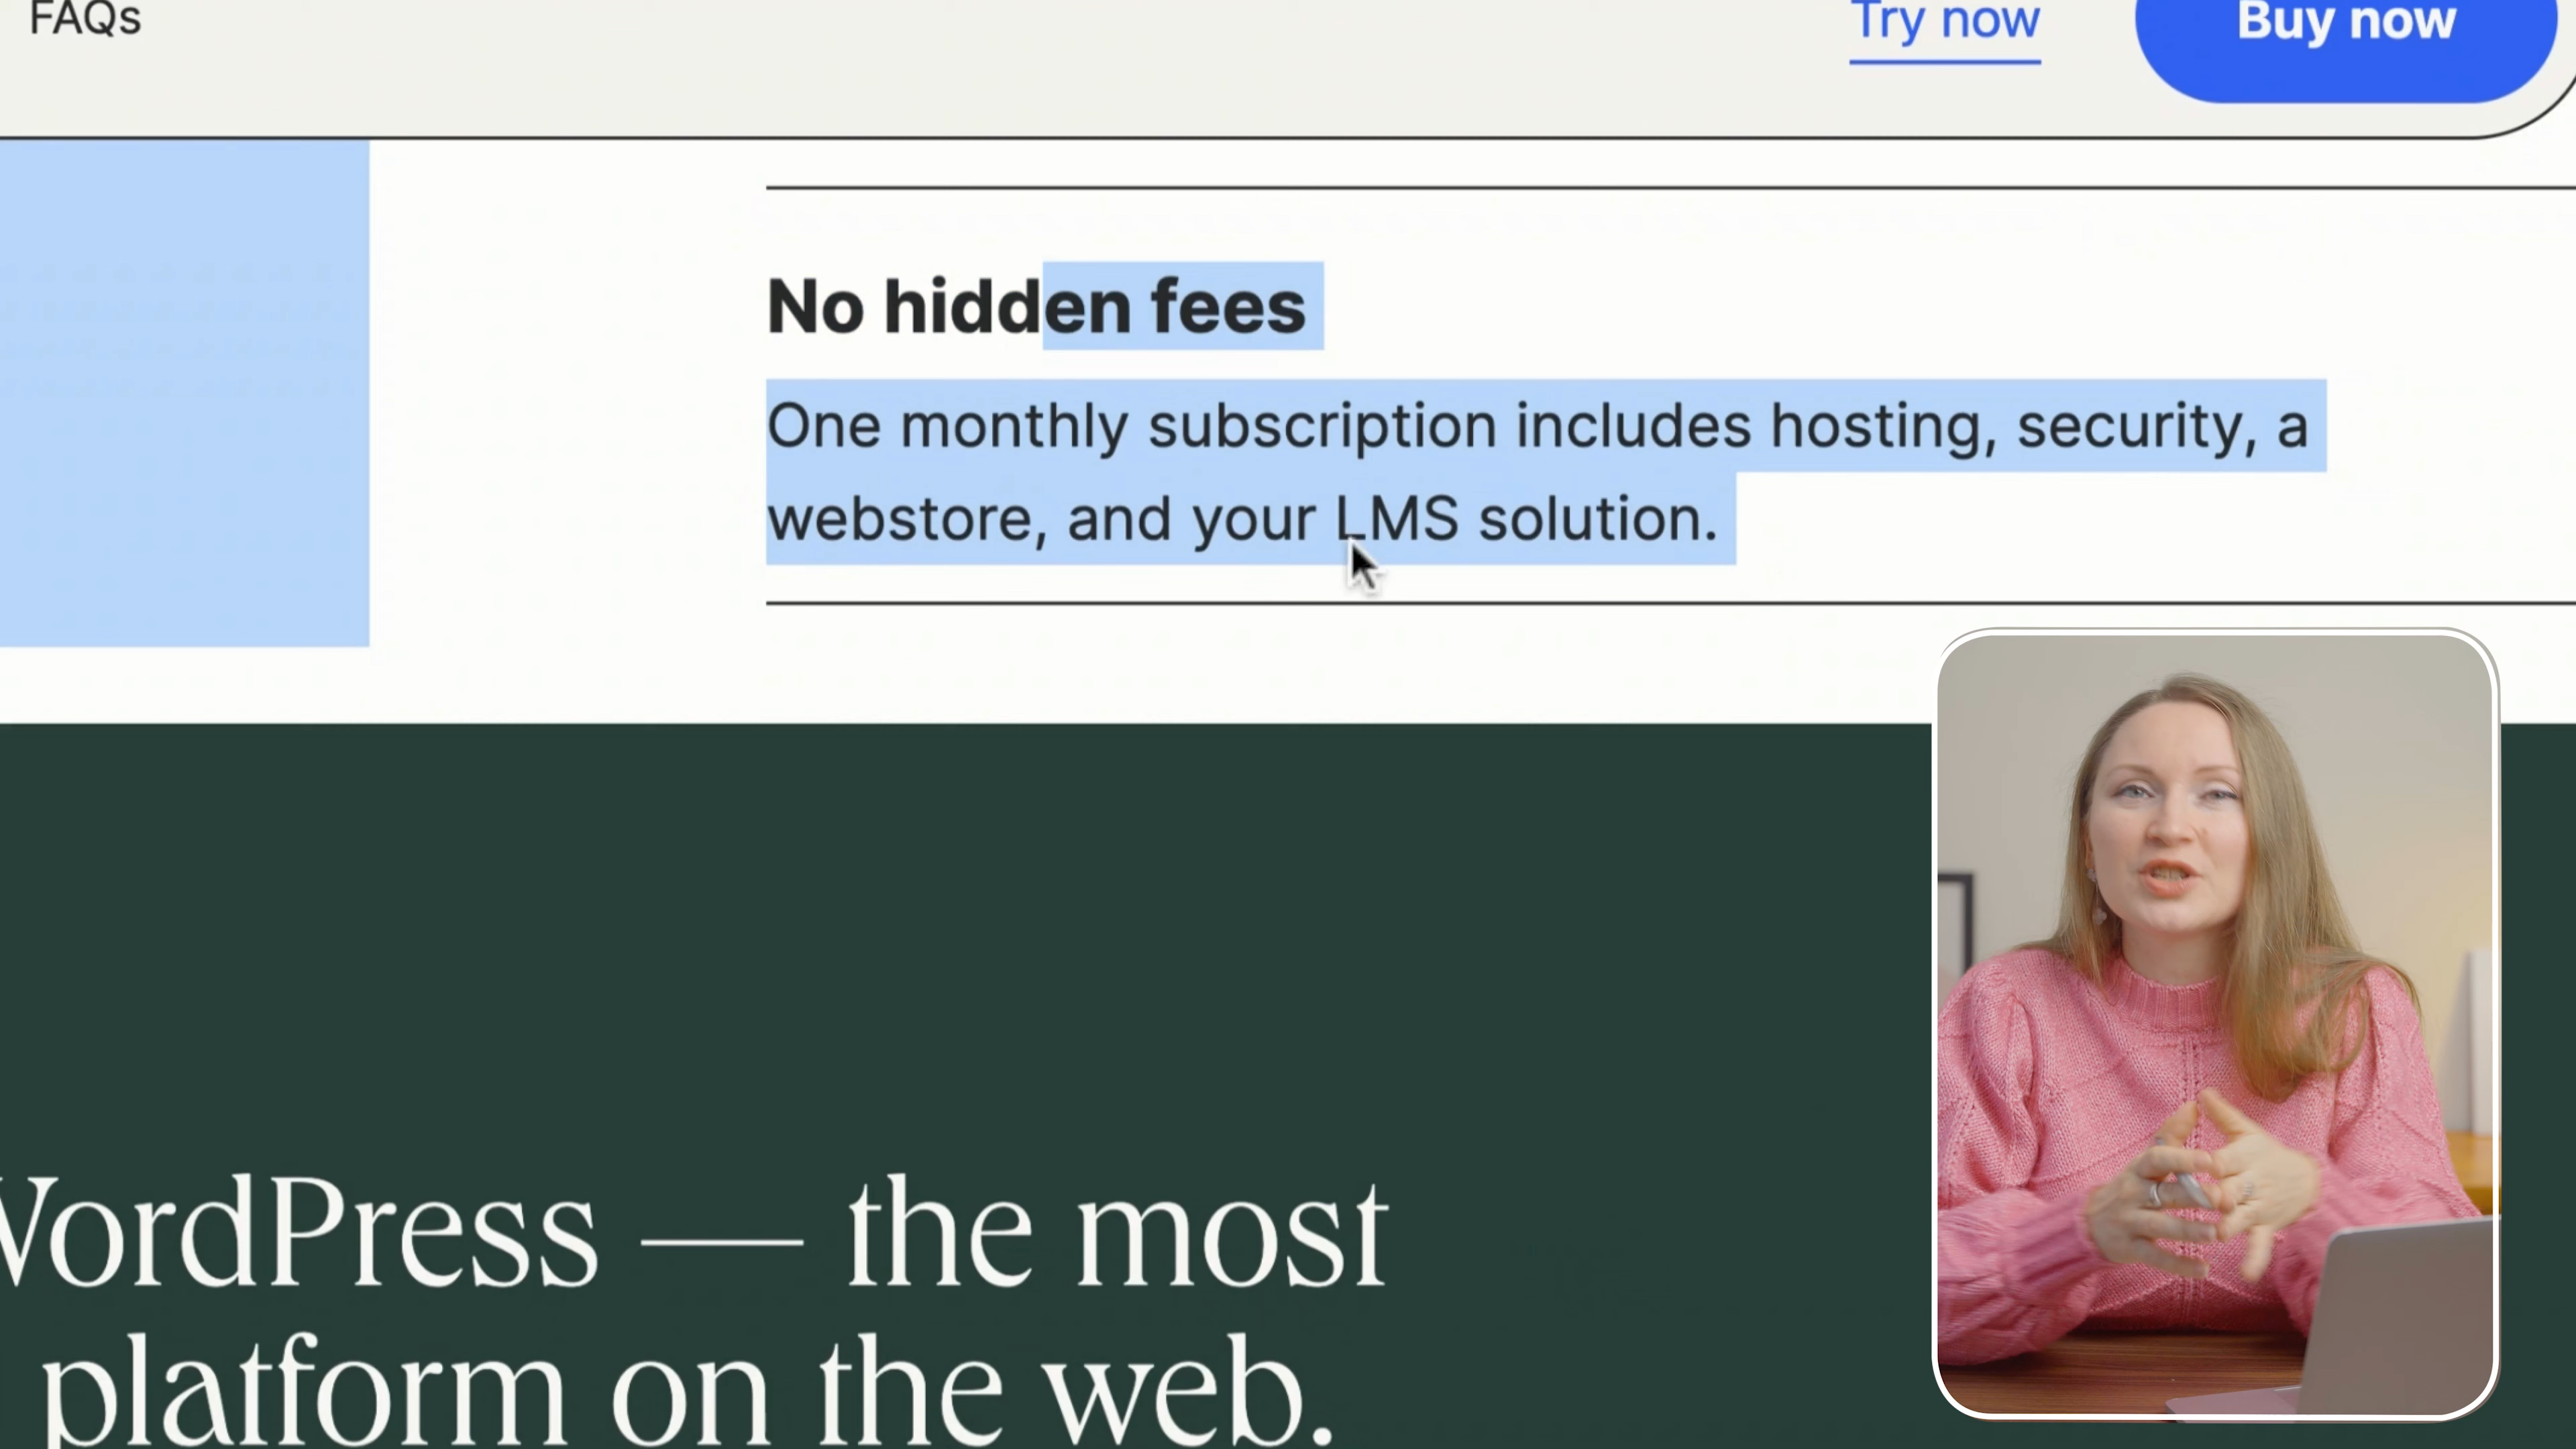 FAQs
Try now
Buy now
No hidden fees
One monthly subscription includes hosting, security, a
webstore, and your LMS solution.
WordPress — the most
platform on the web.